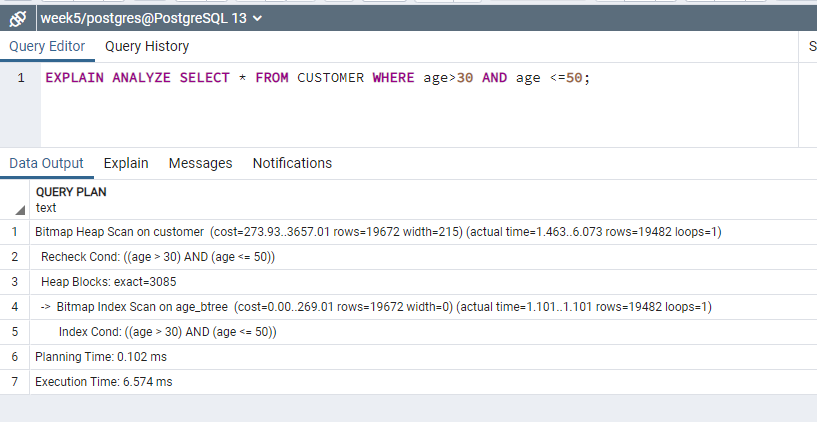 week5/postgres@PostgreSQL 13
Query Editor Query History S
1 EXPLAIN ANALYZE SELECT * FROM CUSTOMER WHERE age>30 AND age <=50;
Data Output Explain Messages Notifications
QUERY PLAN
text
1 Bitmap Heap Scan on customer (cost=273.93..3657.01 rows=19672 width=215) (actual time=1.463..6.073 rows=19482 loops=1)
2 Recheck Cond: ((age > 30) AND (age <= 50))
3 Heap Blocks: exact=3085
4 -> Bitmap Index Scan on age_btree (cost=0.00..269.01 rows=19672 width=0) (actual time=1.101..1.101 rows=19482 loops=1)
5 Index Cond: ((age > 30) AND (age <= 50))
6 Planning Time: 0.102 ms
7 Execution Time: 6.574 ms